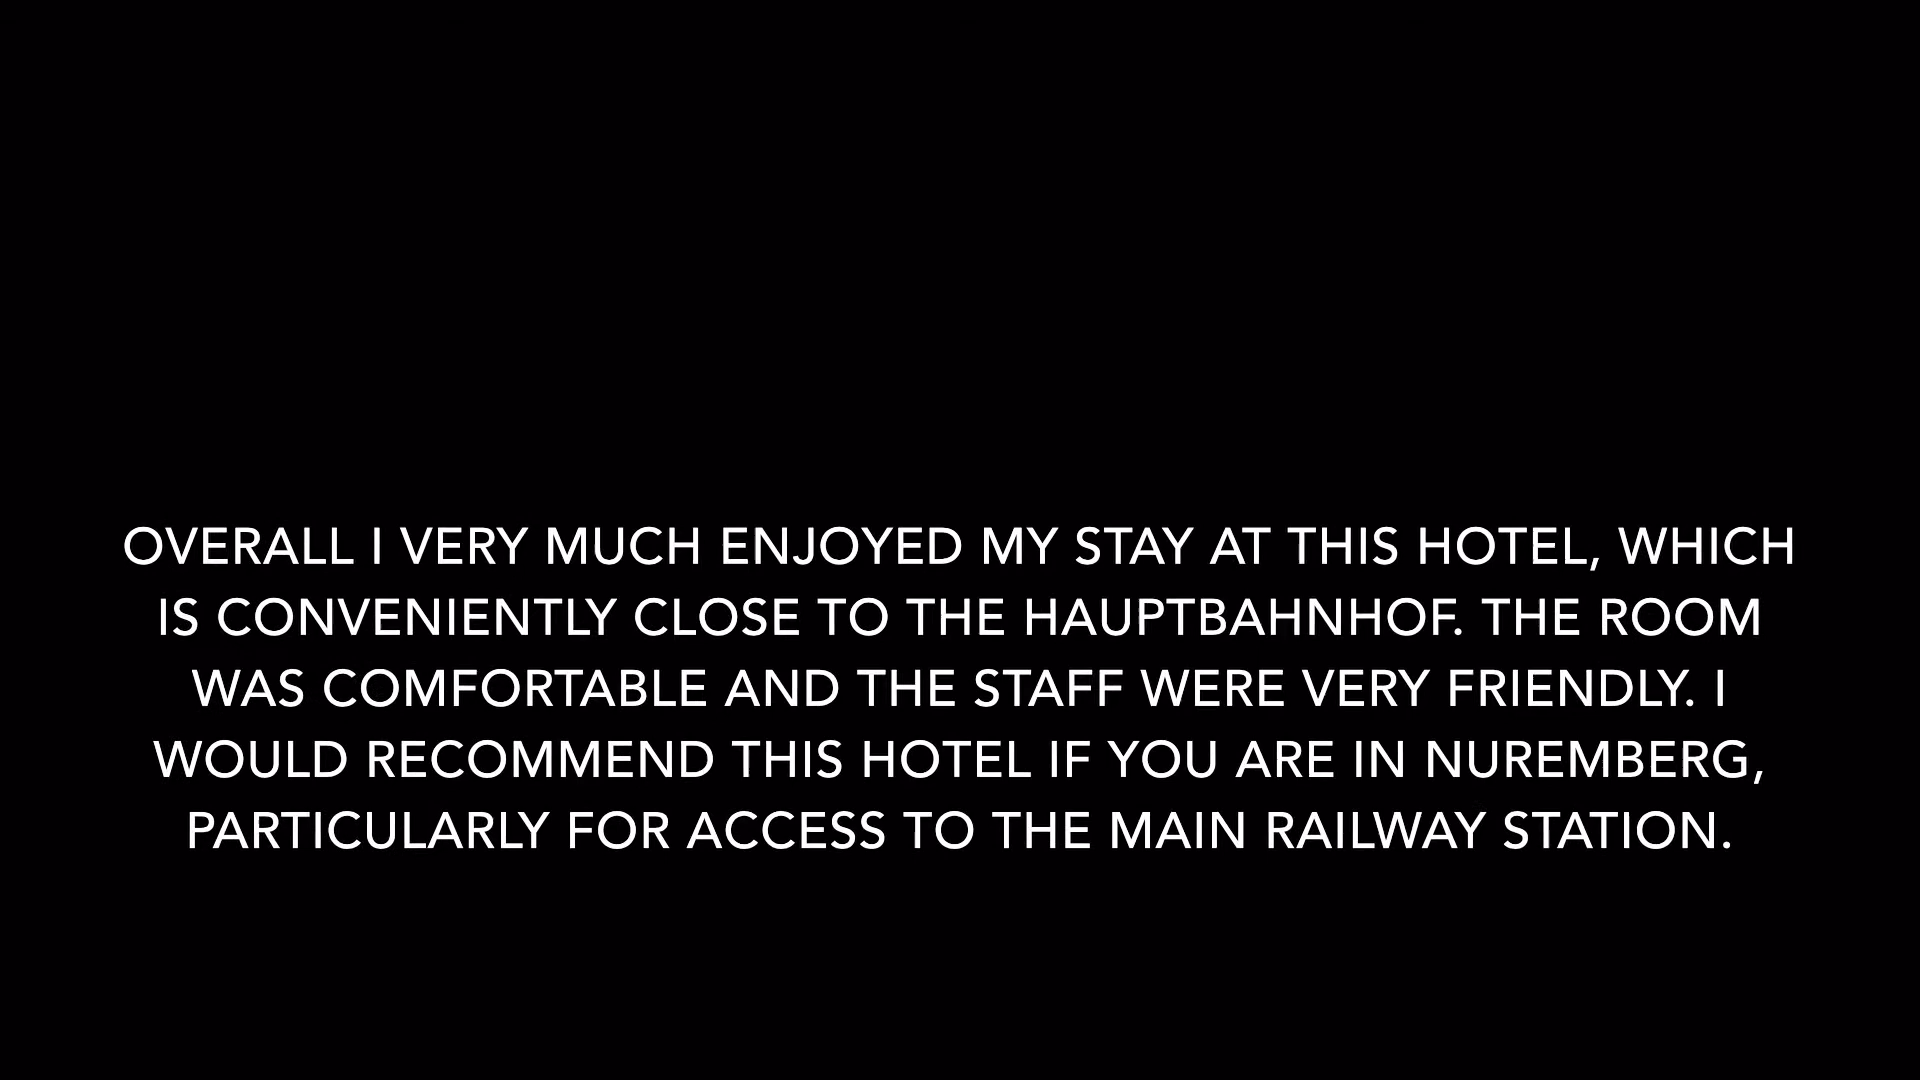 OVERALL I VERY MUCH ENJOYED MY STAY AT THIS HOTEL, WHICH
IS CONVENIENTLY CLOSE TO THE HAUPTBAHNHOF. THE ROOM
WAS COMFORTABLE AND THE STAFF WERE VERY FRIENDLY. I
WOULD RECOMMEND THIS HOTEL IF YOU ARE IN NUREMBERG,
PARTICULARLY FOR ACCESS TO THE MAIN RAILWAY STATION.